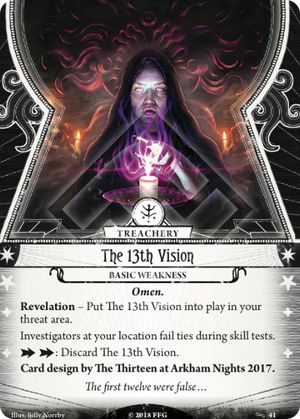 TREACHERY
The 13th Vision
BASIC WEAKNESS
Omen.
Revelation – Put The 13th Vision into play in your
threat area.
Investigators at your location fail ties during skill tests.
: Discard The 13th Vision.
Card design by The Thirteen at Arkham Nights 2017.
The first twelve were false…
Illus. Billy Norrby © 2018 FFG 41